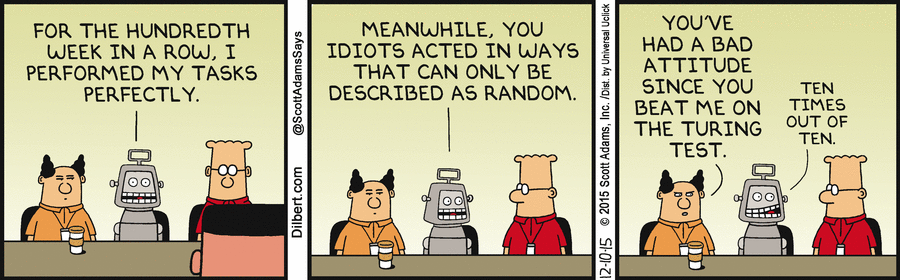 FOR THE HUNDREDTH
WEEK IN A ROW, I
PERFORMED MY TASKS
PERFECTLY.
Dilbert.com @ScottAdamsSays
MEANWHILE, YOU
IDIOTS ACTED IN WAYS
THAT CAN ONLY BE
DESCRIBED AS RANDOM.
12-10-15 © 2015 Scott Adams, Inc. /Dist. by Universal Uclick
YOU'VE
HAD A BAD
ATTITUDE
SINCE YOU
BEAT ME ON
THE TURING
TEST.
TEN
TIMES
OUT OF
TEN.